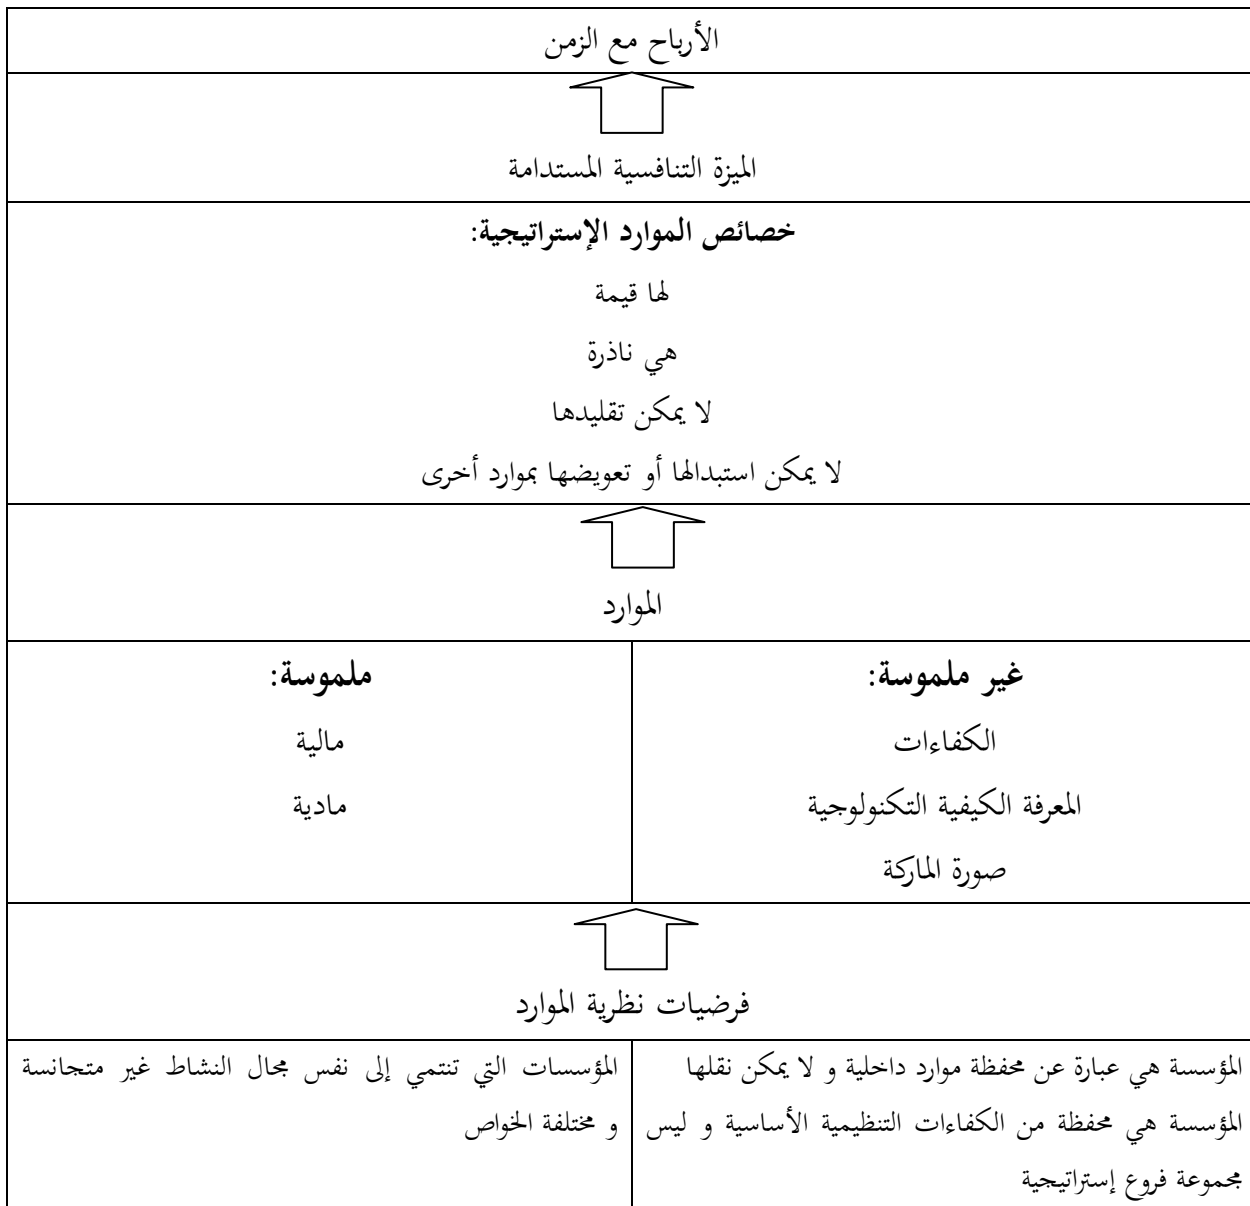 الأرباح مع الزمن
الميزة التنافسية المستدامة
خصائص الموارد الإستراتيجية:
لها قيمة
هي ناذرة
لا يمكن تقليدها
لا يمكن استبدالها أو تعويضها بموارد أخرى
الموارد
غير ملموسة:
الكفاءات
المعرفة الكيفية التكنولوجية
صورة الماركة
ملموسة:
مالية
مادية
فرضيات نظرية الموارد
المؤسسة هي عبارة عن محفظة موارد داخلية و لا يمكن نقلها
المؤسسة هي محفظة من الكفاءات التنظيمية الأساسية و ليس
مجموعة فروع إستراتيجية
المؤسسات التي تنتمي إلى نفس مجال النشاط غير متجانسة
و مختلفة الخواص